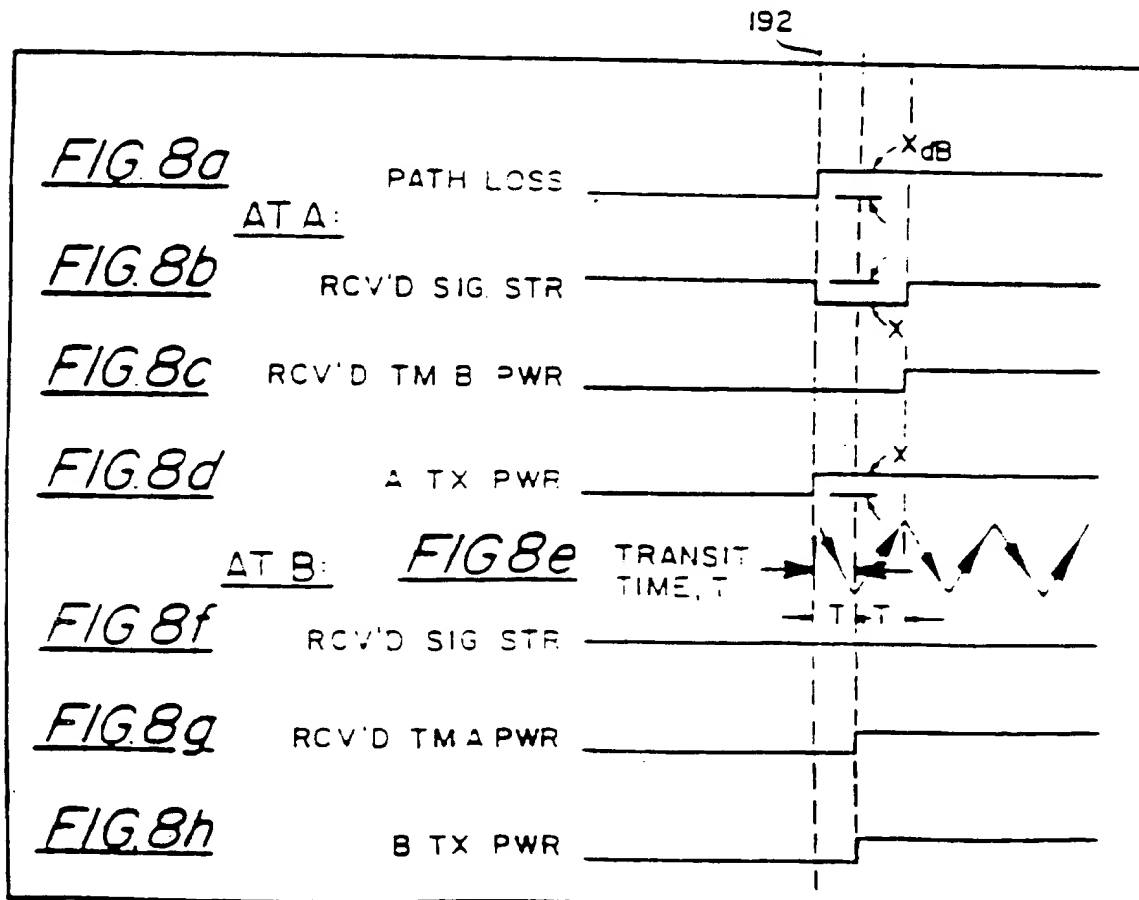 192
FIG. 8a PATH LOSS X dB
AT A:
FIG. 8b RCV'D SIG. STR X
FIG. 8c RCV'D TM B PWR
FIG. 8d A TX PWR X
AT B: FIG 8e TRANSIT
TIME, T
T T
FIG. 8f RCV'D SIG STR
FIG. 8g RCV'D TM A PWR
FIG. 8h B TX PWR